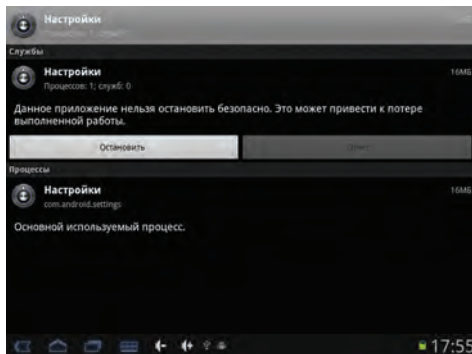 Настройки
Службы
Настройки
16МБ
Процессов: 1; служб: 0
Данное приложение нельзя остановить безопасно. Это может привести к потере
выполненной работы.
Остановить
Процессы
Настройки
16МБ
com.android.settings
Основной используемый процесс.
17:55